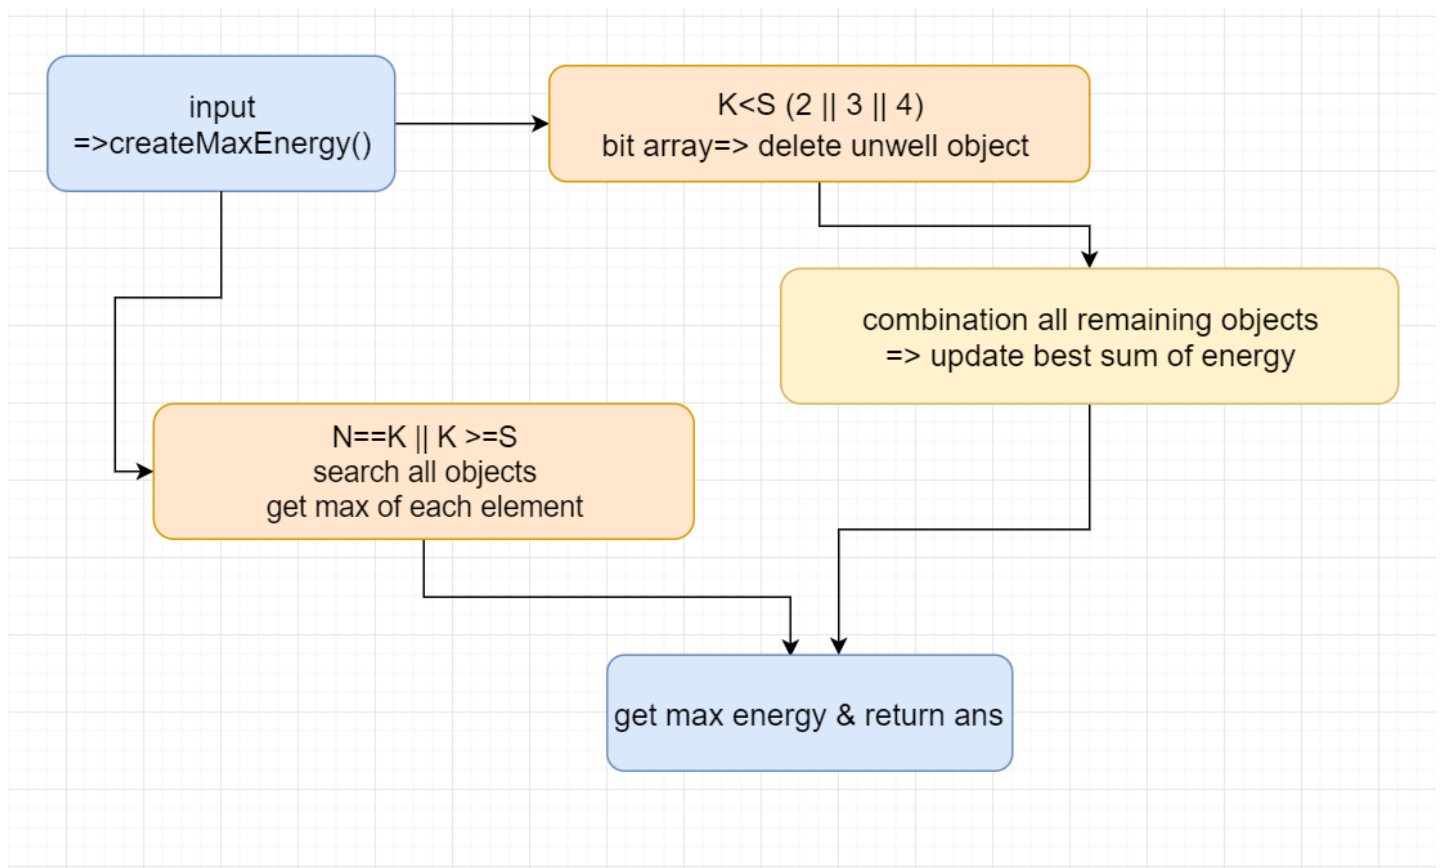 input
=>createMaxEnergy()
K<S (2 || 3 || 4)
bit array=> delete unwell object
combination all remaining objects
=> update best sum of energy
N==K || K >=S
search all objects
get max of each element
get max energy & return ans